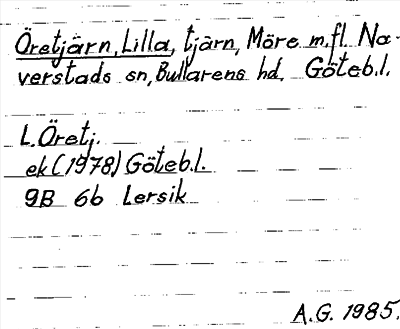 Öretjärn, Lilla, tjärn, Möre m.fl. Na-
verstads sn, Bullarens hd, Göteb.l.
L. Öretj.
ek (1978) Göteb.l.
9B 6b Lersik
A.G. 1985.